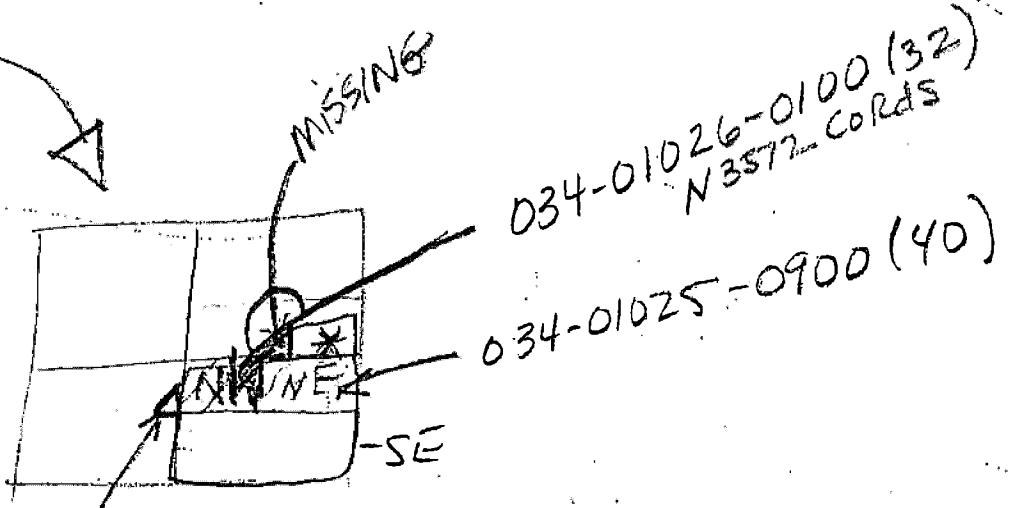 MISSING
034-01026-0100 (32)
N3572 CORdS
034-01025-0900 (40)
*
NW NE
-SE